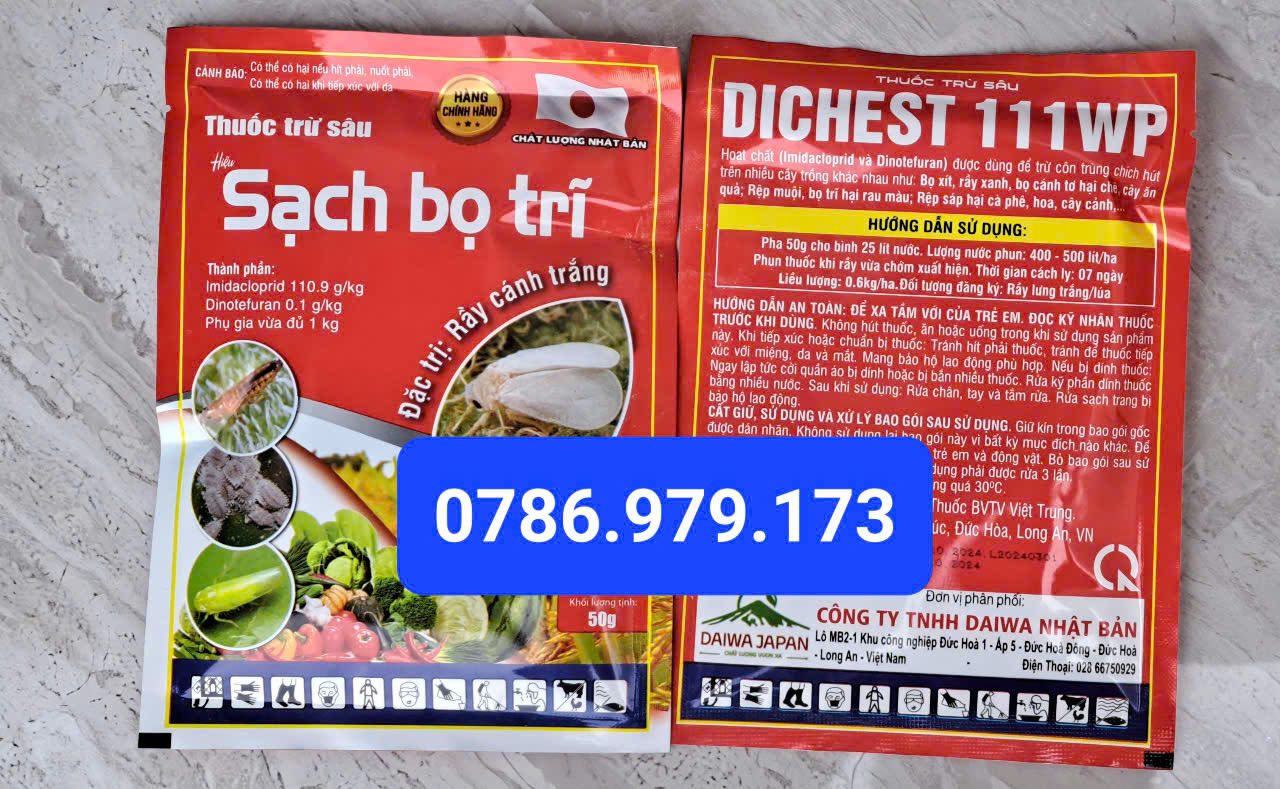 CẢNH BÁO: Có thể có hại nếu hít phải, nuốt phải,
Có thể có hại khi tiếp xúc với da
HÀNG
CHÍNH HÃNG
CHẤT LƯỢNG NHẬT BẢN
Thuốc trừ sâu
Hiệu
Sạch bọ trĩ
Thành phần:
Imidacloprid 110.9 g/kg
Dinotefuran 0.1 g/kg
Phụ gia vừa đủ 1 kg
Đặc trị: Rầy cánh trắng
Khối lượng tịnh:
50g
THUỐC TRỪ SÂU
DICHEST 111WP
Hoạt chất (Imidacloprid và Dinotefuran) được dùng để trừ côn trùng chích hút
trên nhiều cây trồng khác nhau như: Bọ xít, rầy xanh, bọ cánh tơ hại chè, cây ăn
quả; Rệp muội, bọ trĩ hại rau màu; Rệp sáp hại cà phê, hoa, cây cảnh,...
HƯỚNG DẪN SỬ DỤNG:
Pha 50g cho bình 25 lít nước. Lượng nước phun: 400 - 500 lít/ha
Phun thuốc khi rầy vừa chớm xuất hiện. Thời gian cách ly: 07 ngày
Liều lượng: 0.6kg/ha.Đối tượng đăng ký: Rầy lưng trắng/lúa
HƯỚNG DẪN AN TOÀN: ĐỂ XA TẦM VỚI CỦA TRẺ EM. ĐỌC KỸ NHÃN THUỐC
TRƯỚC KHI DÙNG. Không hút thuốc, ăn hoặc uống trong khi sử dụng sản phẩm
này. Khi tiếp xúc hoặc chuẩn bị thuốc: Tránh hít phải thuốc, tránh để thuốc tiếp
xúc với miệng, da và mắt. Mang bảo hộ lao động phù hợp. Nếu bị dính thuốc:
Ngay lập tức cởi quần áo bị dính hoặc bị bẩn nhiều thuốc. Rửa kỹ phần dính thuốc
bằng nhiều nước. Sau khi sử dụng: Rửa chân, tay và tắm rửa. Rửa sạch trang bị
bảo hộ lao động.
CẤT GIỮ, SỬ DỤNG VÀ XỬ LÝ BAO GÓI SAU SỬ DỤNG. Giữ kín trong bao gói gốc
được dán nhãn. Không sử dụng lại bao gói này vì bất kỳ mục đích nào khác. Để
trẻ em và động vật. Bỏ bao gói sau sử
dụng phải được rửa 3 lần.
quá 30ºC.
Thuốc BVTV Việt Trung.
Đức Hòa, Long An, VN
2024, L20240301
2024
0786.979.173
Đơn vị phân phối:
CÔNG TY TNHH DAIWA NHẬT BẢN
DAIWA JAPAN
CHẤT LƯỢNG VƯƠN XA
Lô MB2-1 Khu công nghiệp Đức Hoà 1 - Ấp 5 - Đức Hoà Đông - Đức Hoà
- Long An - Việt Nam
Điện Thoại: 028 66750929